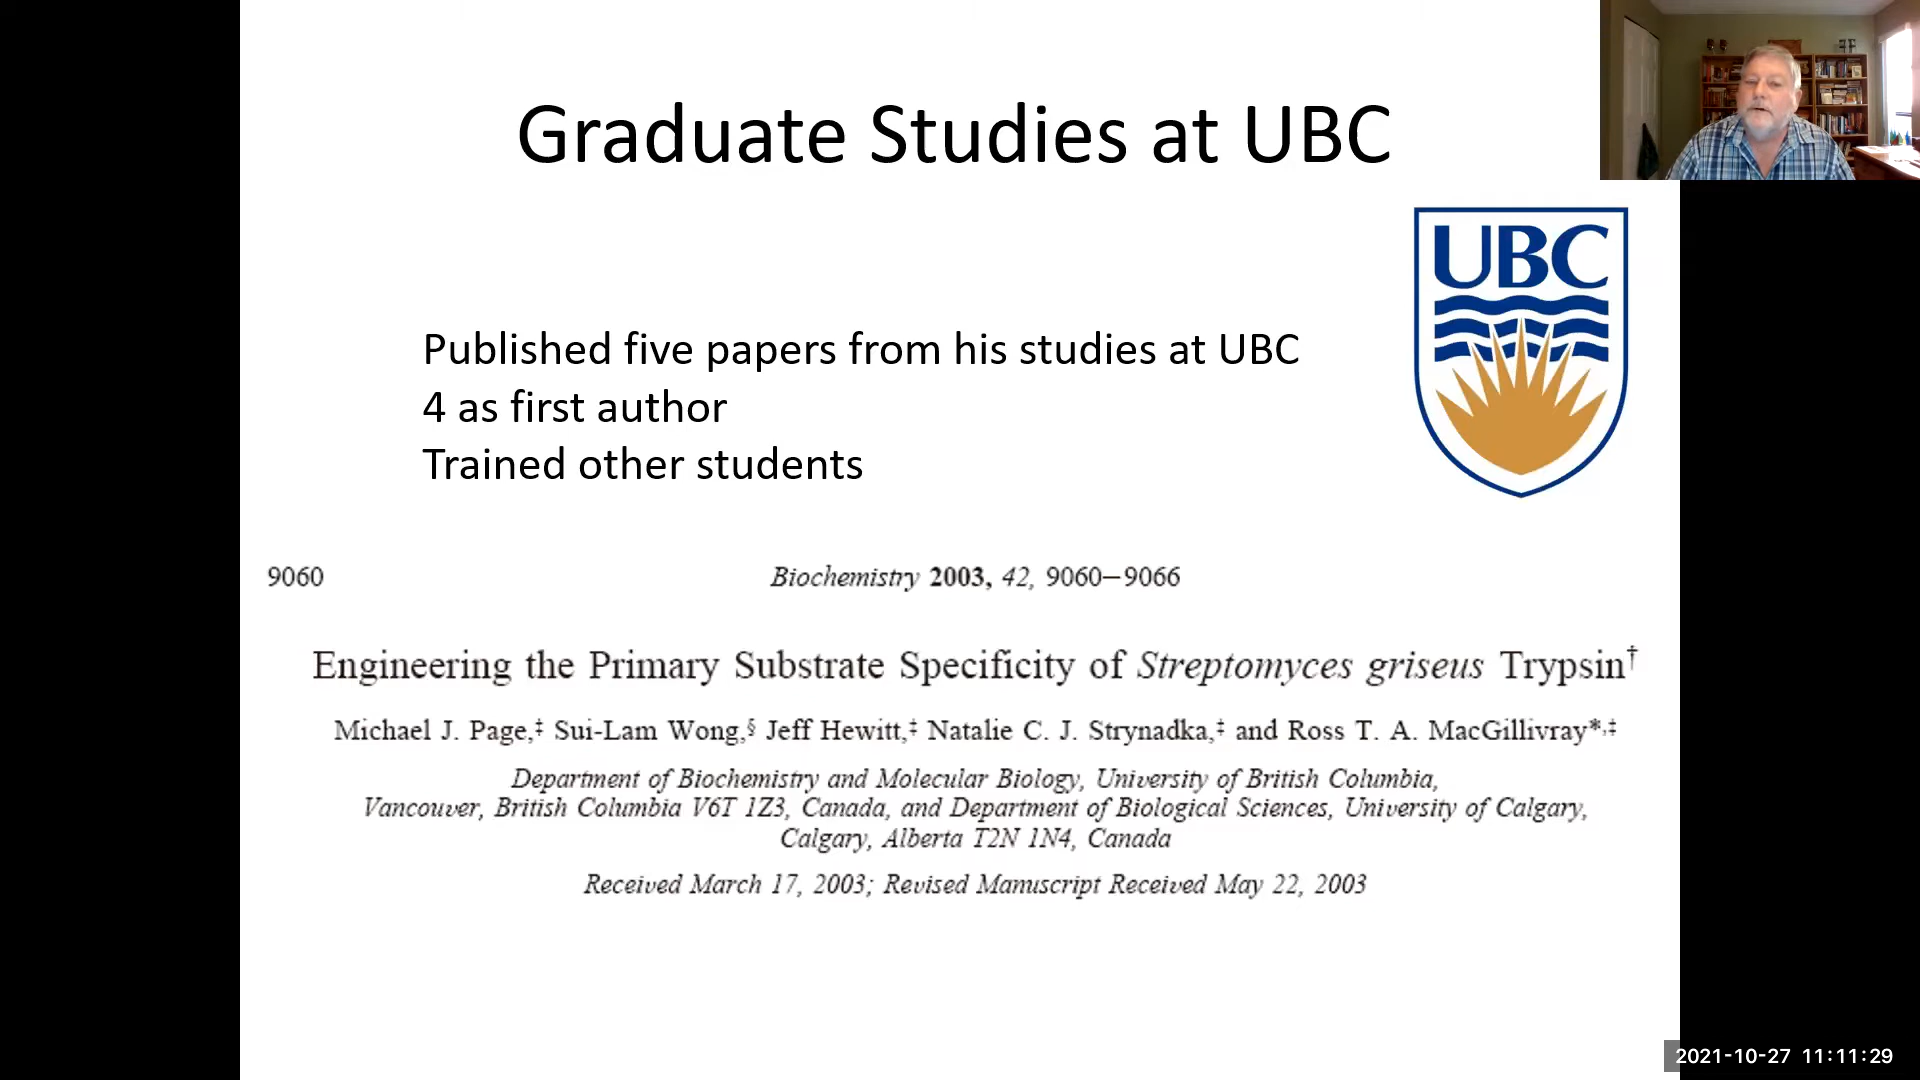 Graduate Studies at UBC
UBC
Published five papers from his studies at UBC
4 as first author
Trained other students
9060
Biochemistry 2003, 42, 9060–9066
Engineering the Primary Substrate Specificity of Streptomyces griseus Trypsin†
Michael J. Page,‡ Sui-Lam Wong,§ Jeff Hewitt,‡ Natalie C. J. Strynadka,‡ and Ross T. A. MacGillivray*,‡
Department of Biochemistry and Molecular Biology, University of British Columbia,
Vancouver, British Columbia V6T 1Z3, Canada, and Department of Biological Sciences, University of Calgary,
Calgary, Alberta T2N 1N4, Canada
Received March 17, 2003; Revised Manuscript Received May 22, 2003
2021-10-27 11:11:29